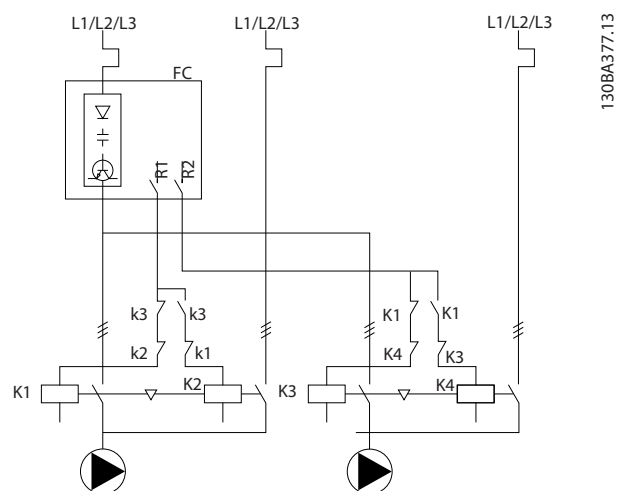 L1/L2/L3
L1/L2/L3
L1/L2/L3
130BA377.13
FC
R1
R2
k3
k3
K1
K1
k2
k1
K4
K3
K1
K2
K3
K4